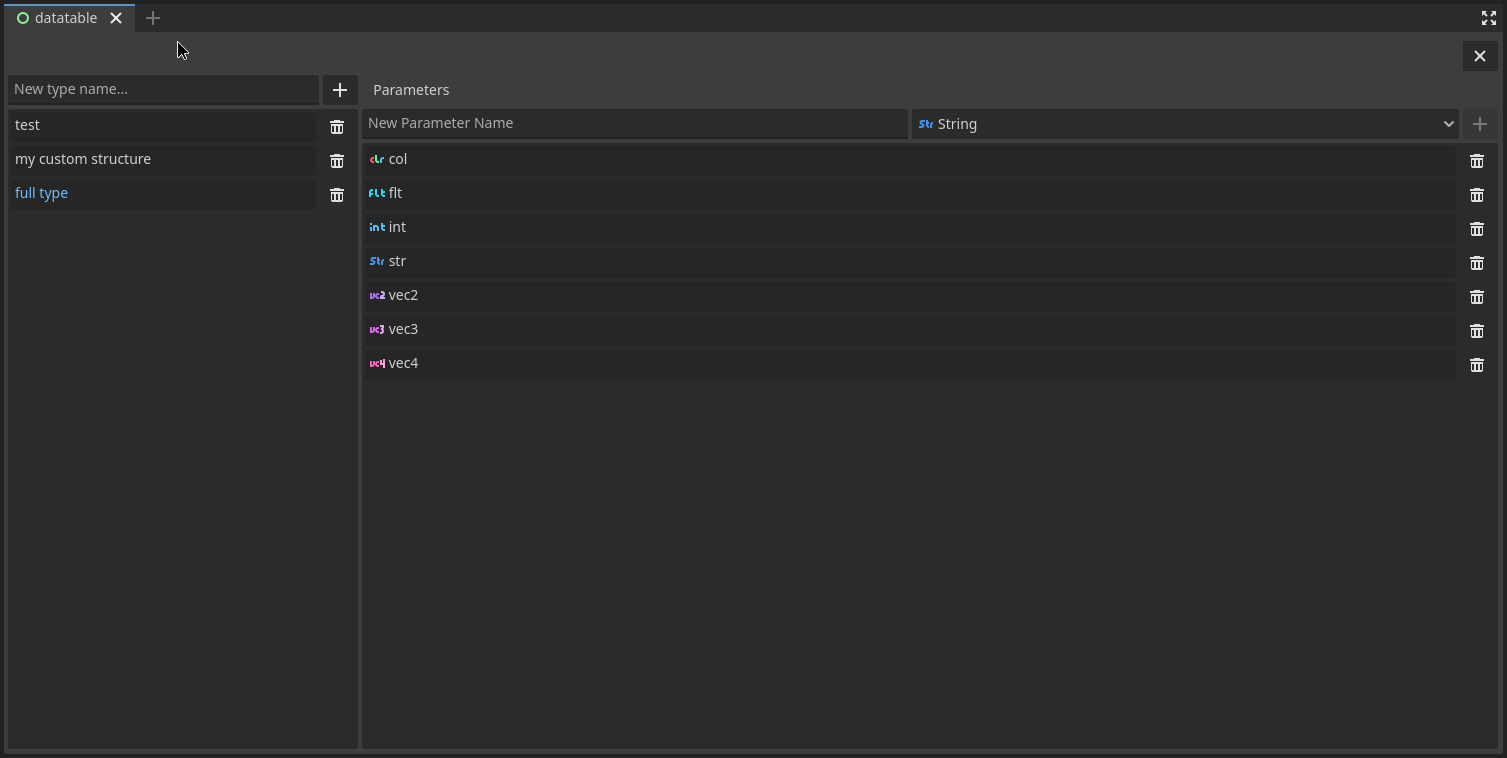 datatable
New type name...
Parameters
test
my custom structure
full type
New Parameter Name
Str String
clr col
flt flt
int int
Str str
vc2 vec2
vc3 vec3
vc4 vec4